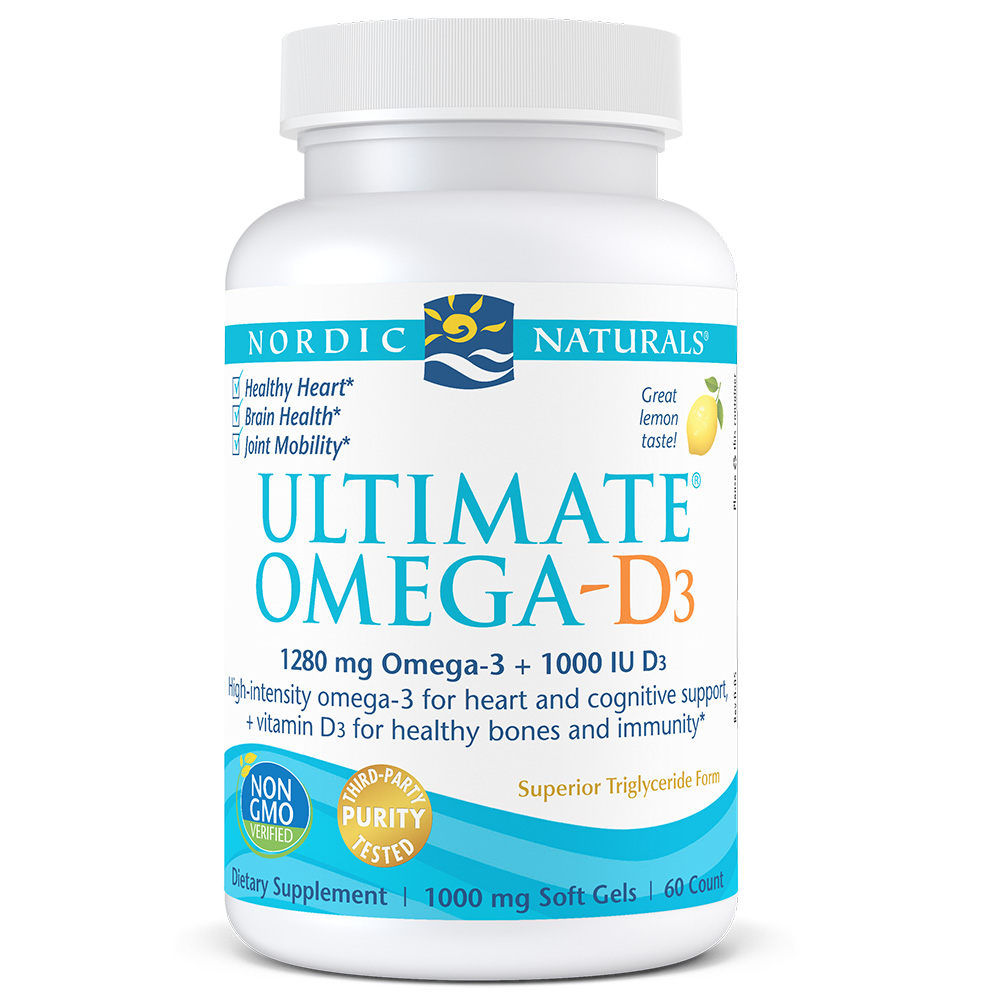 NORDIC NATURALS®
Healthy Heart*
Brain Health*
Joint Mobility*
Great
lemon
taste!
ULTIMATE®
OMEGA-D3
1280 mg Omega-3 + 1000 IU D3
High-intensity omega-3 for heart and cognitive support,
+ vitamin D3 for healthy bones and immunity*
Superior Triglyceride Form
NON
GMO
VERIFIED
THIRD-PARTY
PURITY
TESTED
Dietary Supplement | 1000 mg Soft Gels | 60 Count
this container